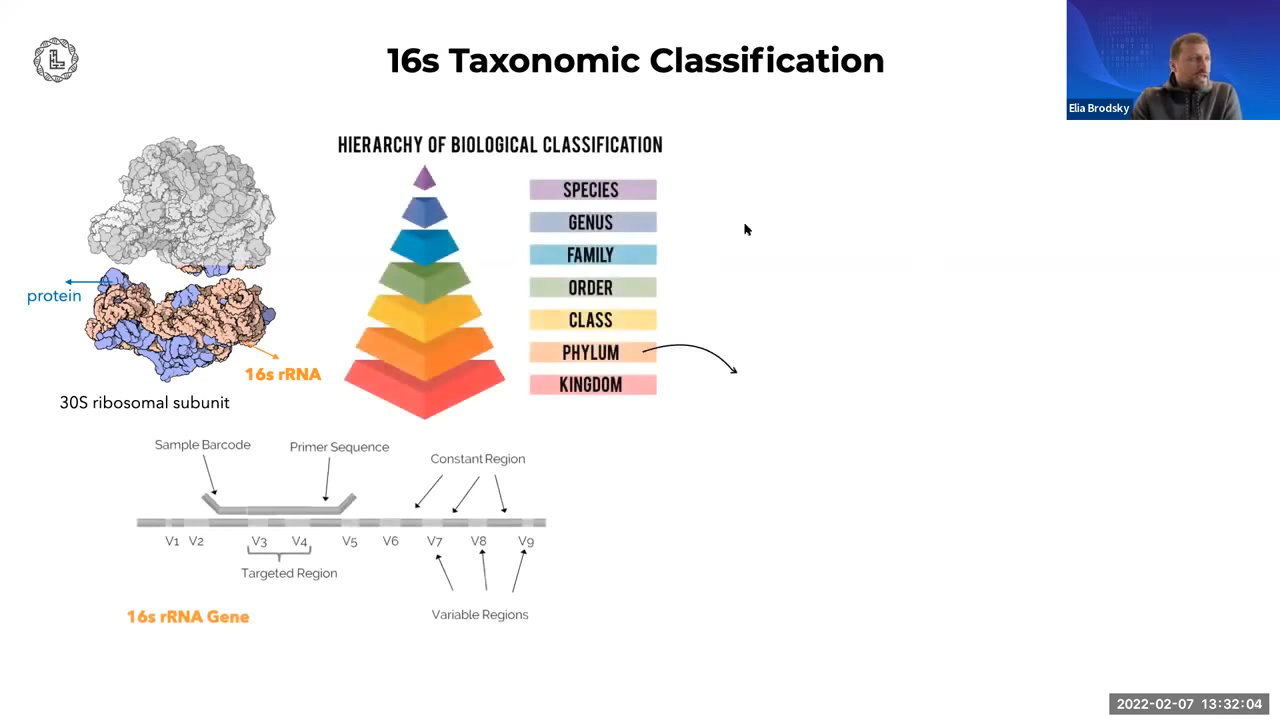 16s Taxonomic Classification
Elia Brodsky
HIERARCHY OF BIOLOGICAL CLASSIFICATION
SPECIES
GENUS
FAMILY
ORDER
CLASS
PHYLUM
KINGDOM
protein
16s rRNA
30S ribosomal subunit
Sample Barcode
Primer Sequence
Constant Region
V1 V2 V3 V4 V5 V6 V7 V8 V9
Targeted Region
Variable Regions
16s rRNA Gene
2022-02-07 13:32:04